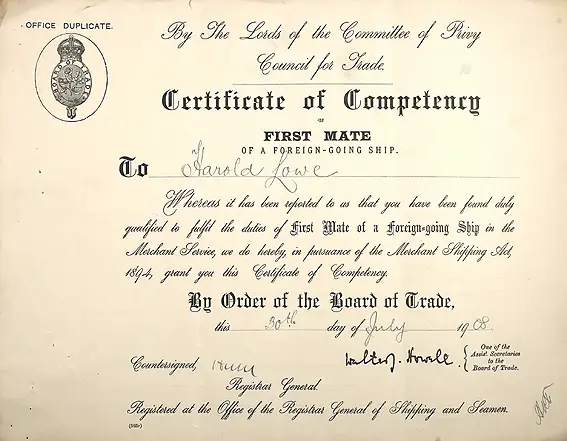 OFFICE DUPLICATE.
BOARD OF TRADE
By The Lords of the Committee of Privy
Council for Trade.
Certificate of Competency
as
FIRST MATE
OF A FOREIGN-GOING SHIP.
To Harold Lowe
Whereas it has been reported to us that you have been found duly
qualified to fulfil the duties of First Mate of a Foreign-going Ship in the
Merchant Service, we do hereby, in pursuance of the Merchant Shipping Act,
1894, grant you this Certificate of Competency.
By Order of the Board of Trade,
this 30th day of July 1908.
Countersigned,
Walter J. Howell.
One of the
Assist. Secretaries
to the
Board of Trade.
Registrar General.
Registered at the Office of the Registrar General of Shipping and Seamen.